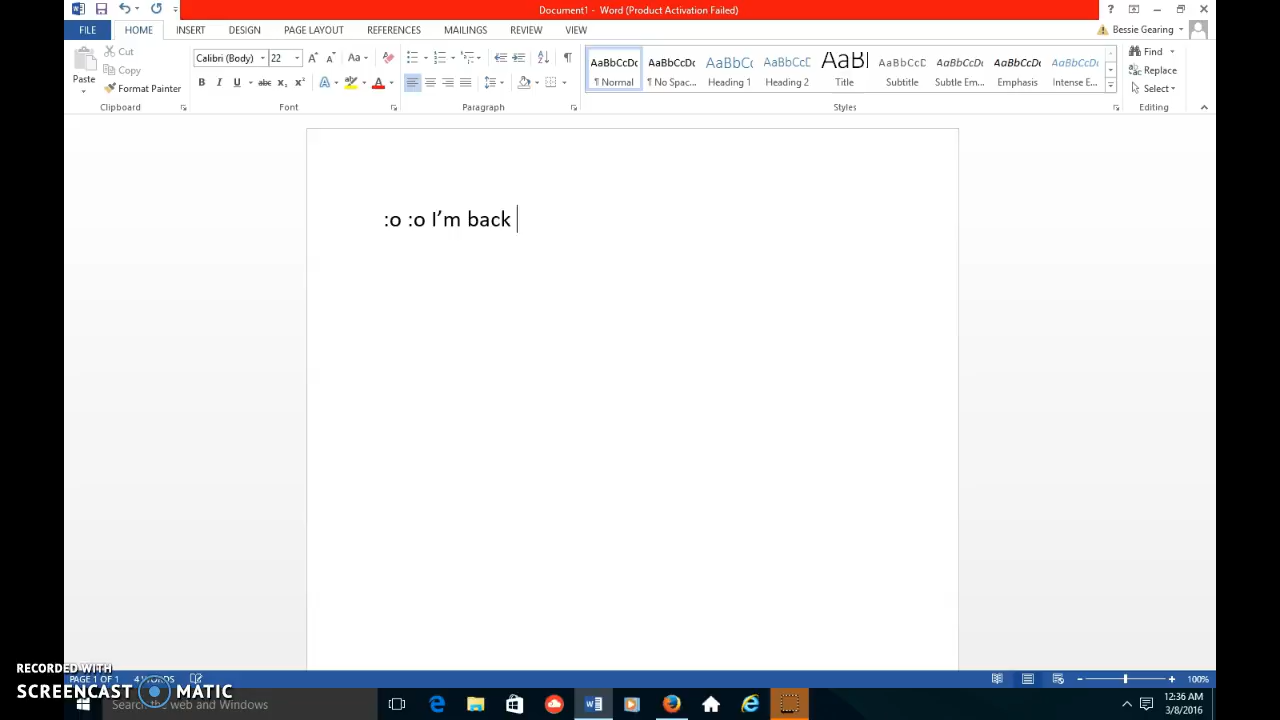 Document1 - Word (Product Activation Failed)
FILE HOME INSERT DESIGN PAGE LAYOUT REFERENCES MAILINGS REVIEW VIEW Bessie Gearing
Cut
Copy
Format Painter
Paste
Calibri (Body) 22
AaBbCcDc AaBbCcDc AaBbCc AaBbCcD AaBl AaBbCcD AaBbCcDc AaBbCcDc AaBbCcDc
¶ Normal ¶ No Spac... Heading 1 Heading 2 Title Subtitle Subtle Em... Emphasis Intense E...
Find
Replace
Select
Clipboard Font Paragraph Styles Editing
:o :o I’m back
PAGE 1 OF 1 4 WORDS 100%
RECORDED WITH
SCREENCAST MATIC
Search the web and Windows
12:36 AM
3/8/2016